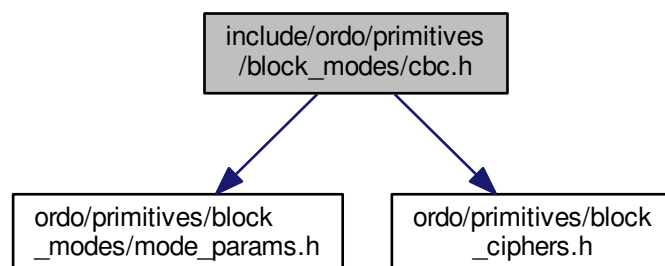 include/ordo/primitives
/block_modes/cbc.h
ordo/primitives/block
_modes/mode_params.h
ordo/primitives/block
_ciphers.h